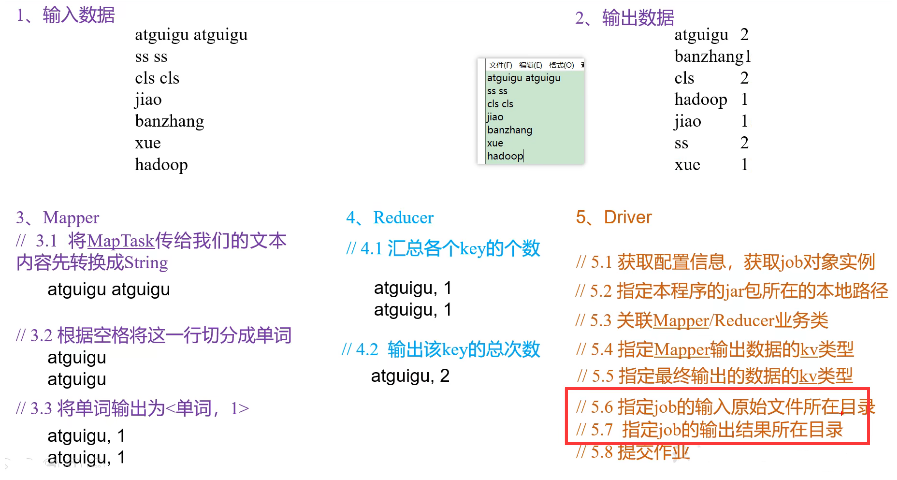 1、输入数据
atguigu atguigu
ss ss
cls cls
jiao
banzhang
xue
hadoop
文件(F) 编辑(E) 格式(O)
atguigu atguigu
ss ss
cls cls
jiao
banzhang
xue
hadoop
2、输出数据
atguigu 2
banzhang1
cls 2
hadoop 1
jiao 1
ss 2
xue 1
3、Mapper
// 3.1 将MapTask传给我们的文本
内容先转换成String
atguigu atguigu
// 3.2 根据空格将这一行切分成单词
atguigu
atguigu
// 3.3 将单词输出为<单词，1>
atguigu, 1
atguigu, 1
4、Reducer
// 4.1 汇总各个key的个数
atguigu, 1
atguigu, 1
// 4.2 输出该key的总次数
atguigu, 2
5、Driver
// 5.1 获取配置信息，获取job对象实例
// 5.2 指定本程序的jar包所在的本地路径
// 5.3 关联Mapper/Reducer业务类
// 5.4 指定Mapper输出数据的kv类型
// 5.5 指定最终输出的数据的kv类型
// 5.6 指定job的输入原始文件所在目录
// 5.7 指定job的输出结果所在目录
// 5.8 提交作业